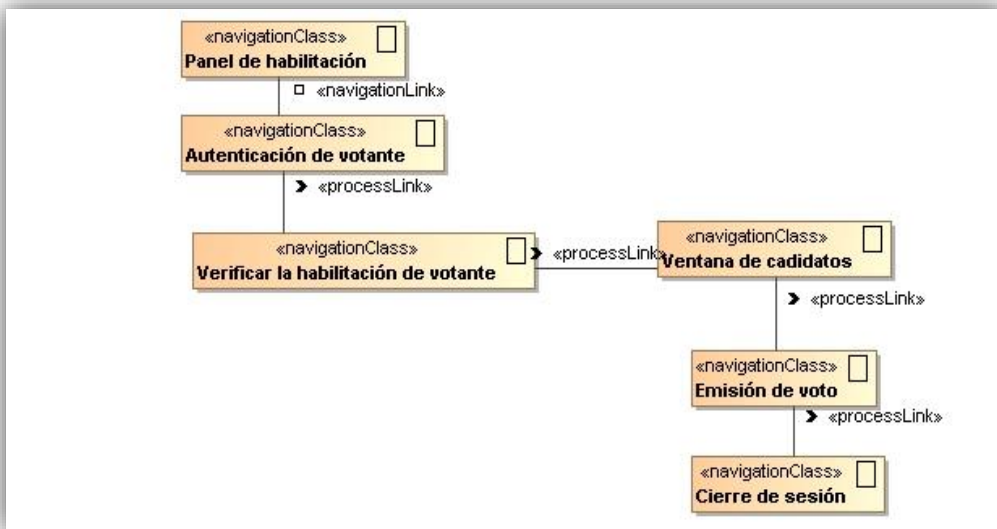 «navigationClass»
Panel de habilitación
«navigationLink»
«navigationClass»
Autenticación de votante
«processLink»
«navigationClass»
Verificar la habilitación de votante
«processLink»
«navigationClass»
Ventana de cadidatos
«processLink»
«navigationClass»
Emisión de voto
«processLink»
«navigationClass»
Cierre de sesión